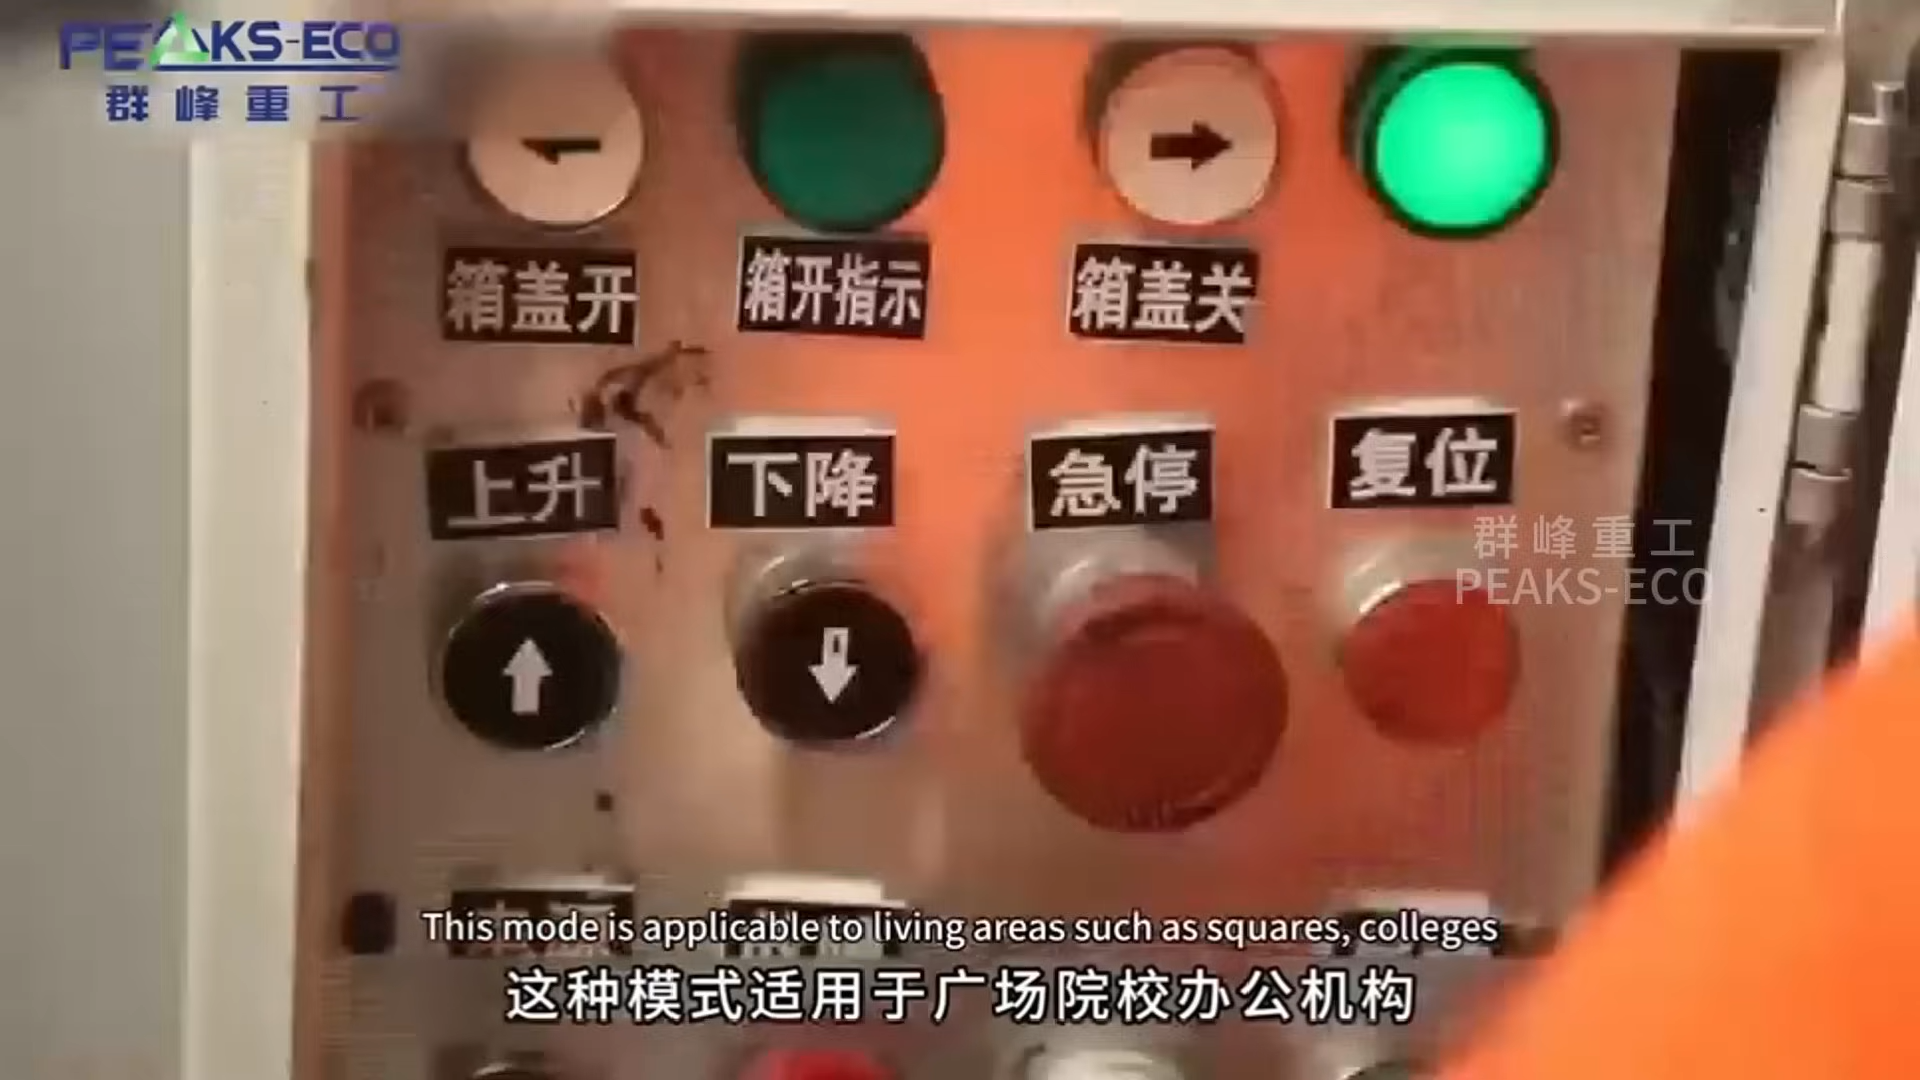 PEAKS-ECO
群峰重工
箱盖开
箱开指示
箱盖关
上升
下降
急停
复位
群峰重工
PEAKS-ECO
This mode is applicable to living areas such as squares, colleges
这种模式适用于广场院校办公机构